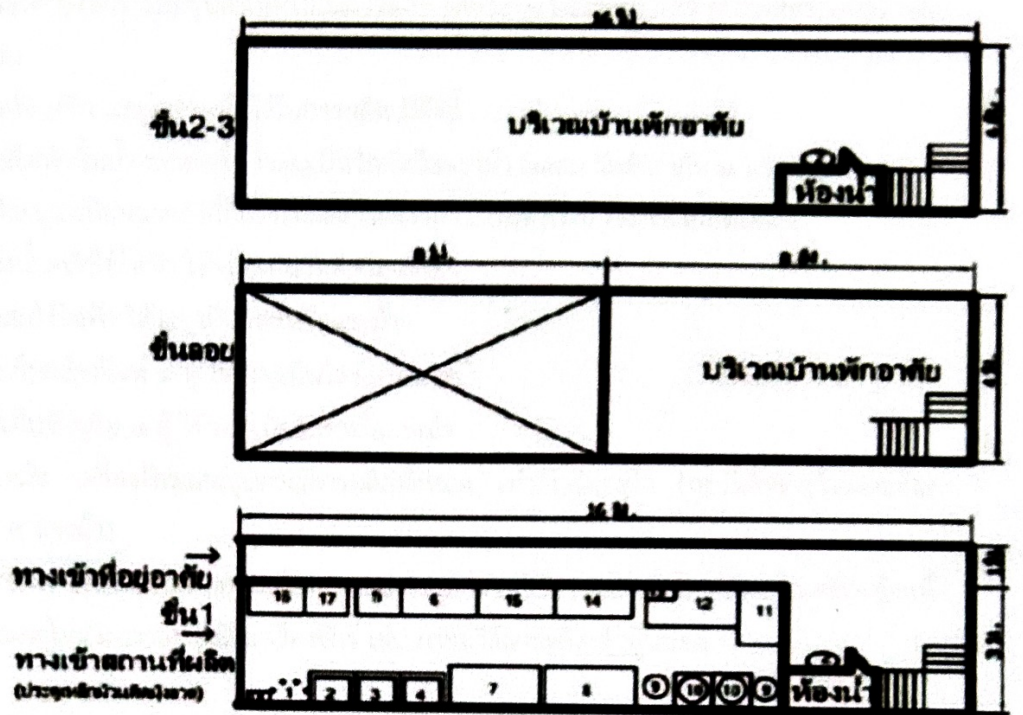 16 ม.
ชั้น2-3
บริเวณบ้านพักอาศัย
ห้องน้ำ
8 ม.
8 ม.
ชั้นลอย
บริเวณบ้านพักอาศัย
16 ม.
ทางเข้าที่อยู่อาศัย
ชั้น1
ทางเข้าสถานที่ผลิต
17
6
15
14
12
11
1
2
3
4
7
8
9
10
10
9
ห้องน้ำ
3 ม.